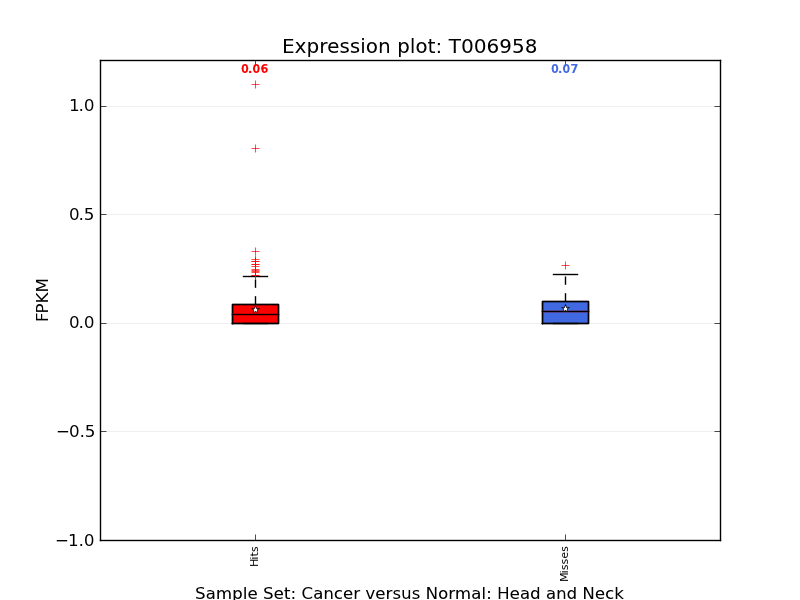 Expression plot: T006958
0.06
0.07
1.0
0.5
0.0
−0.5
−1.0
FPKM
Hits
Misses
Sample Set: Cancer versus Normal: Head and Neck